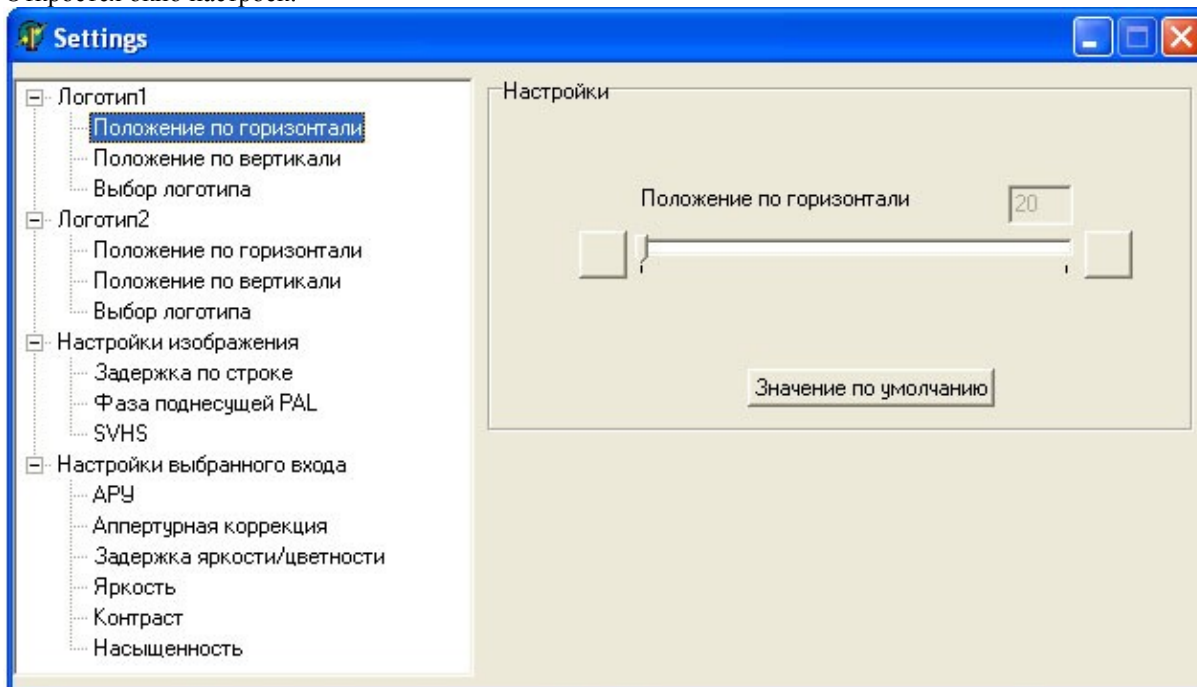 Откроется окно настроек:
Settings
Логотип1
Положение по горизонтали
Положение по вертикали
Выбор логотипа
Логотип2
Положение по горизонтали
Положение по вертикали
Выбор логотипа
Настройки изображения
Задержка по строке
Фаза поднесущей PAL
SVHS
Настройки выбранного входа
АРУ
Аппертурная коррекция
Задержка яркости/цветности
Яркость
Контраст
Насыщенность
Настройки
Положение по горизонтали
20
Значение по умолчанию